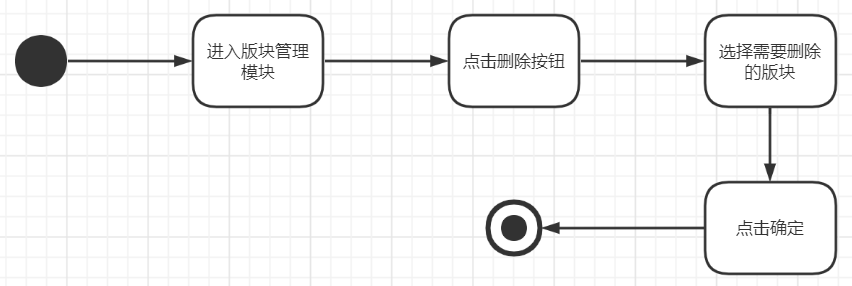 进入版块管理
模块
点击删除按钮
选择需要删除
的版块
点击确定